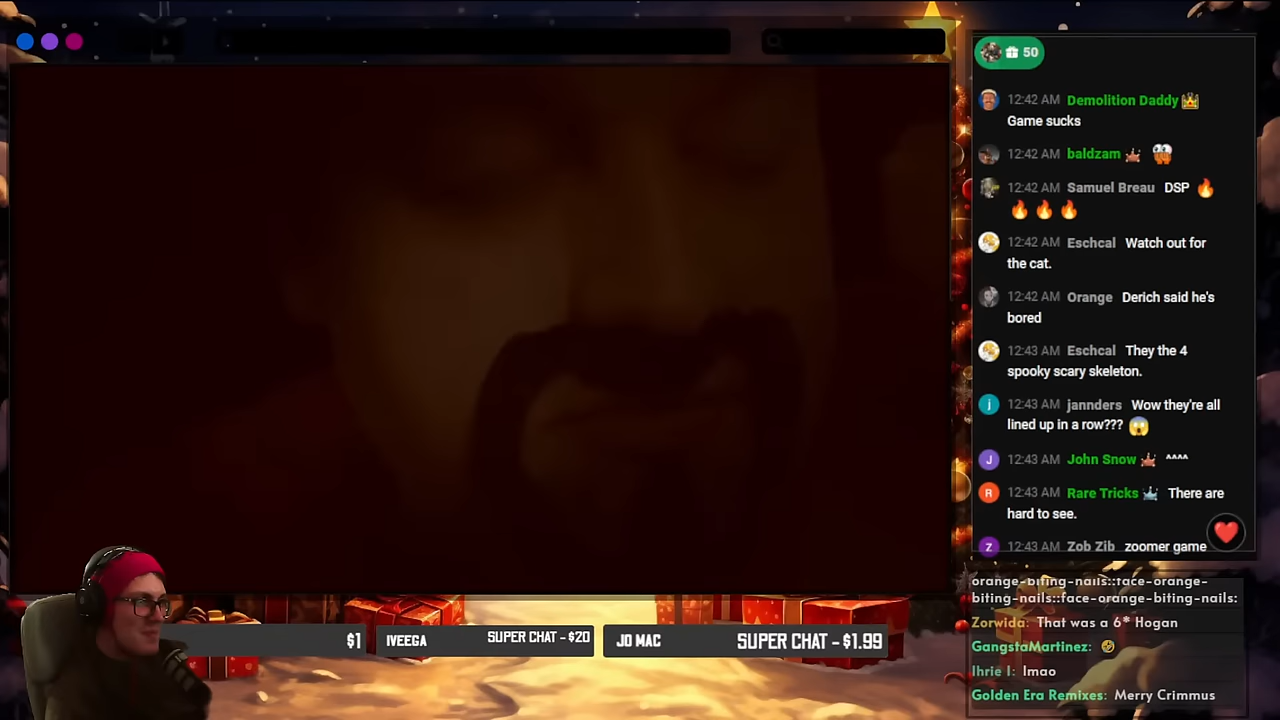 50
12:42 AM Demolition Daddy
Game sucks
12:42 AM baldzam
12:42 AM Samuel Breau DSP 🔥
🔥 🔥 🔥
12:42 AM Eschcal Watch out for
the cat.
12:42 AM Orange Derich said he's
bored
12:43 AM Eschcal They the 4
spooky scary skeleton.
j 12:43 AM jannders Wow they're all
lined up in a row??? 😱
J 12:43 AM John Snow ^^^^
R 12:43 AM Rare Tricks There are
hard to see.
z 12:43 AM Zob Zib zoomer game
orange-biting-nails::face-orange-
biting-nails::face-orange-biting-nails:
Zorwida: That was a 6* Hogan
GangstaMartinez: 🤣
Ihrie I: lmao
Golden Era Remixes: Merry Crimmus
$1
IVEEGA SUPER CHAT - $20
JD MAC SUPER CHAT - $1.99